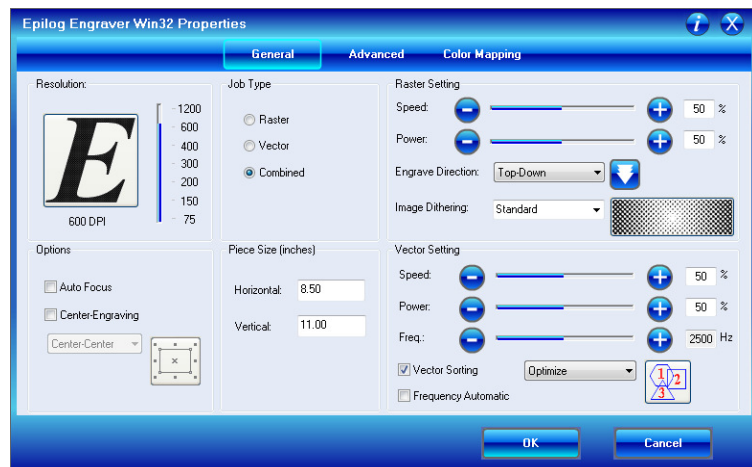 Epilog Engraver Win32 Properties
i X
General Advanced Color Mapping
Resolution:
E
1200
600
400
300
200
150
75
600 DPI
Job Type
Raster
Vector
Combined
Raster Setting
Speed: 50 %
Power: 50 %
Engrave Direction: Top-Down
Image Dithering: Standard
Options
Auto Focus
Center-Engraving
Center-Center
Piece Size (inches)
Horizontal: 8.50
Vertical: 11.00
Vector Setting
Speed: 50 %
Power: 50 %
Freq.: 2500 Hz
Vector Sorting Optimize
1 2
3
Frequency Automatic
OK Cancel